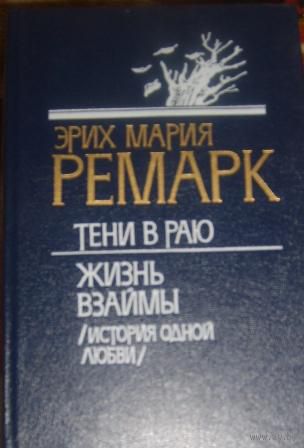 ЭРИХ МАРИЯ
РЕМАРК
ТЕНИ В РАЮ
ЖИЗНЬ
ВЗАЙМЫ
/ИСТОРИЯ ОДНОЙ
ЛЮБВИ/